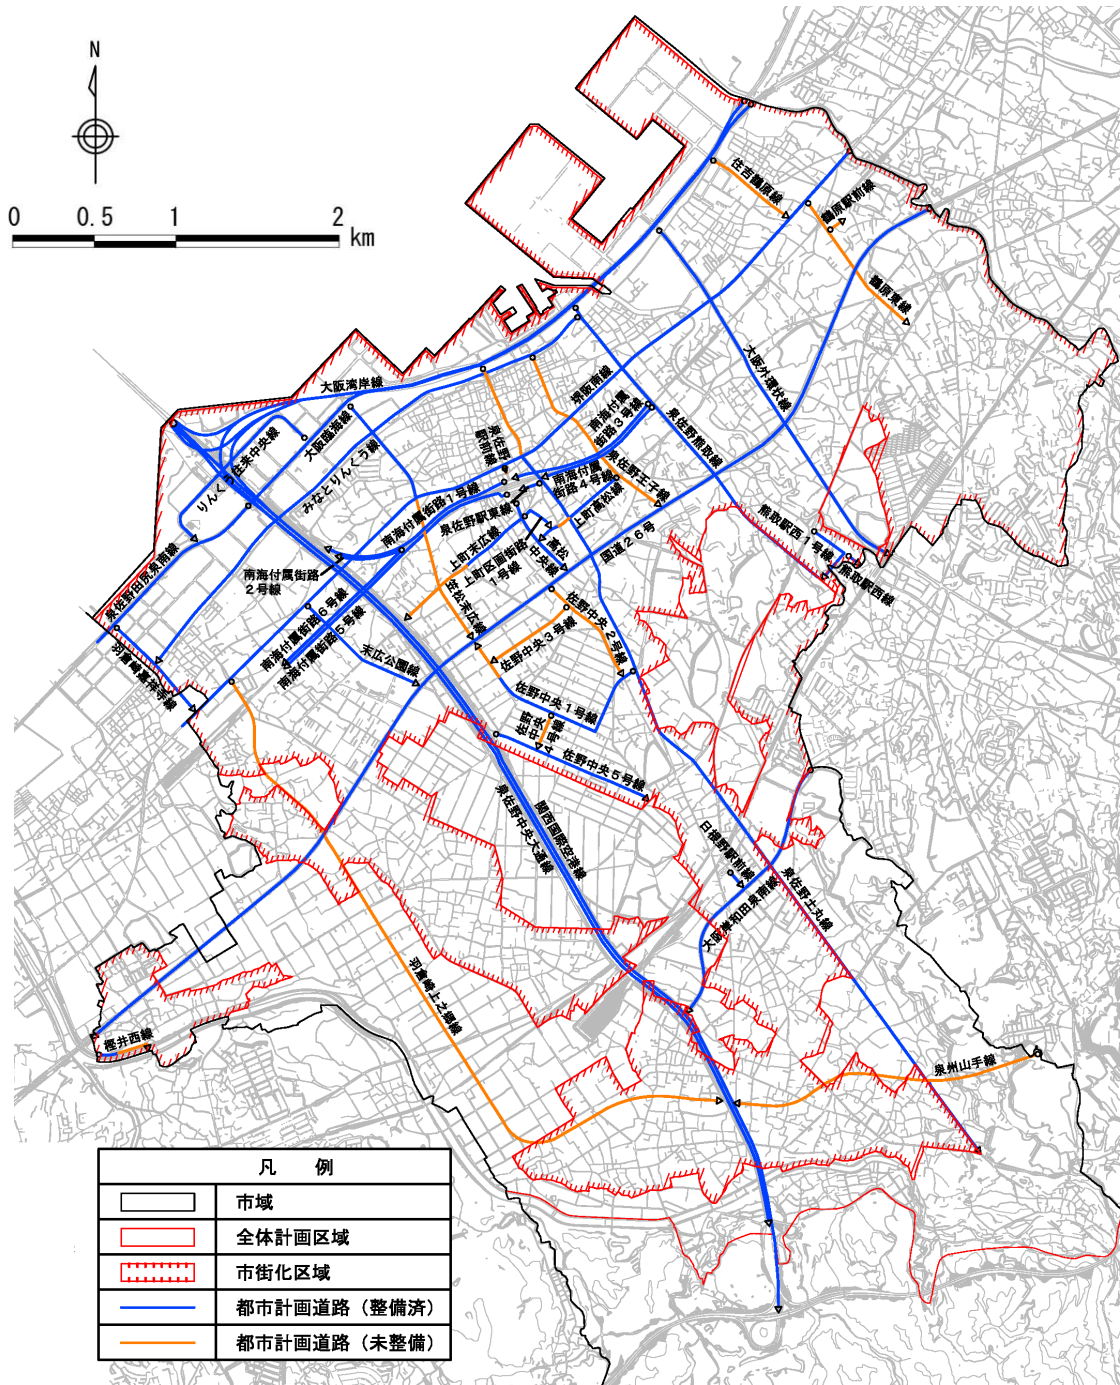 N
0 0.5 1 2
km
住吉鶴原線
鶴原駅前線
鶴原東線
大阪外環状線
大阪湾岸線
堺阪南線
南海付属
街路3号線
泉佐野熊取線
大阪臨海線
りんくう往来中央線
みなとりんくう線
泉佐野
駅前線
南海付属
街路4号線
泉佐野王子線
上町高松線
南海付属街路1号線
泉佐野駅東線
国道26号
熊取駅西1号線
熊取駅西線
高松
中央線
上町末広線
上町区画街路
1号線
笠松末広線
南海付属街路
2号線
泉佐野田尻泉南線
南海付属街路6号線
南海付属街路5号線
佐野中央2号線
佐野中央3号線
末広公園線
羽倉崎嘉祥寺線
佐野中央1号線
佐野
中央
4号線
佐野中央5号線
関西国際空港線
泉佐野中央大通線
日根野駅前線
泉佐野土丸線
大阪岸和田泉南線
羽倉崎上之郷線
樫井西線
泉州山手線
凡 例
市域
全体計画区域
市街化区域
都市計画道路（整備済）
都市計画道路（未整備）